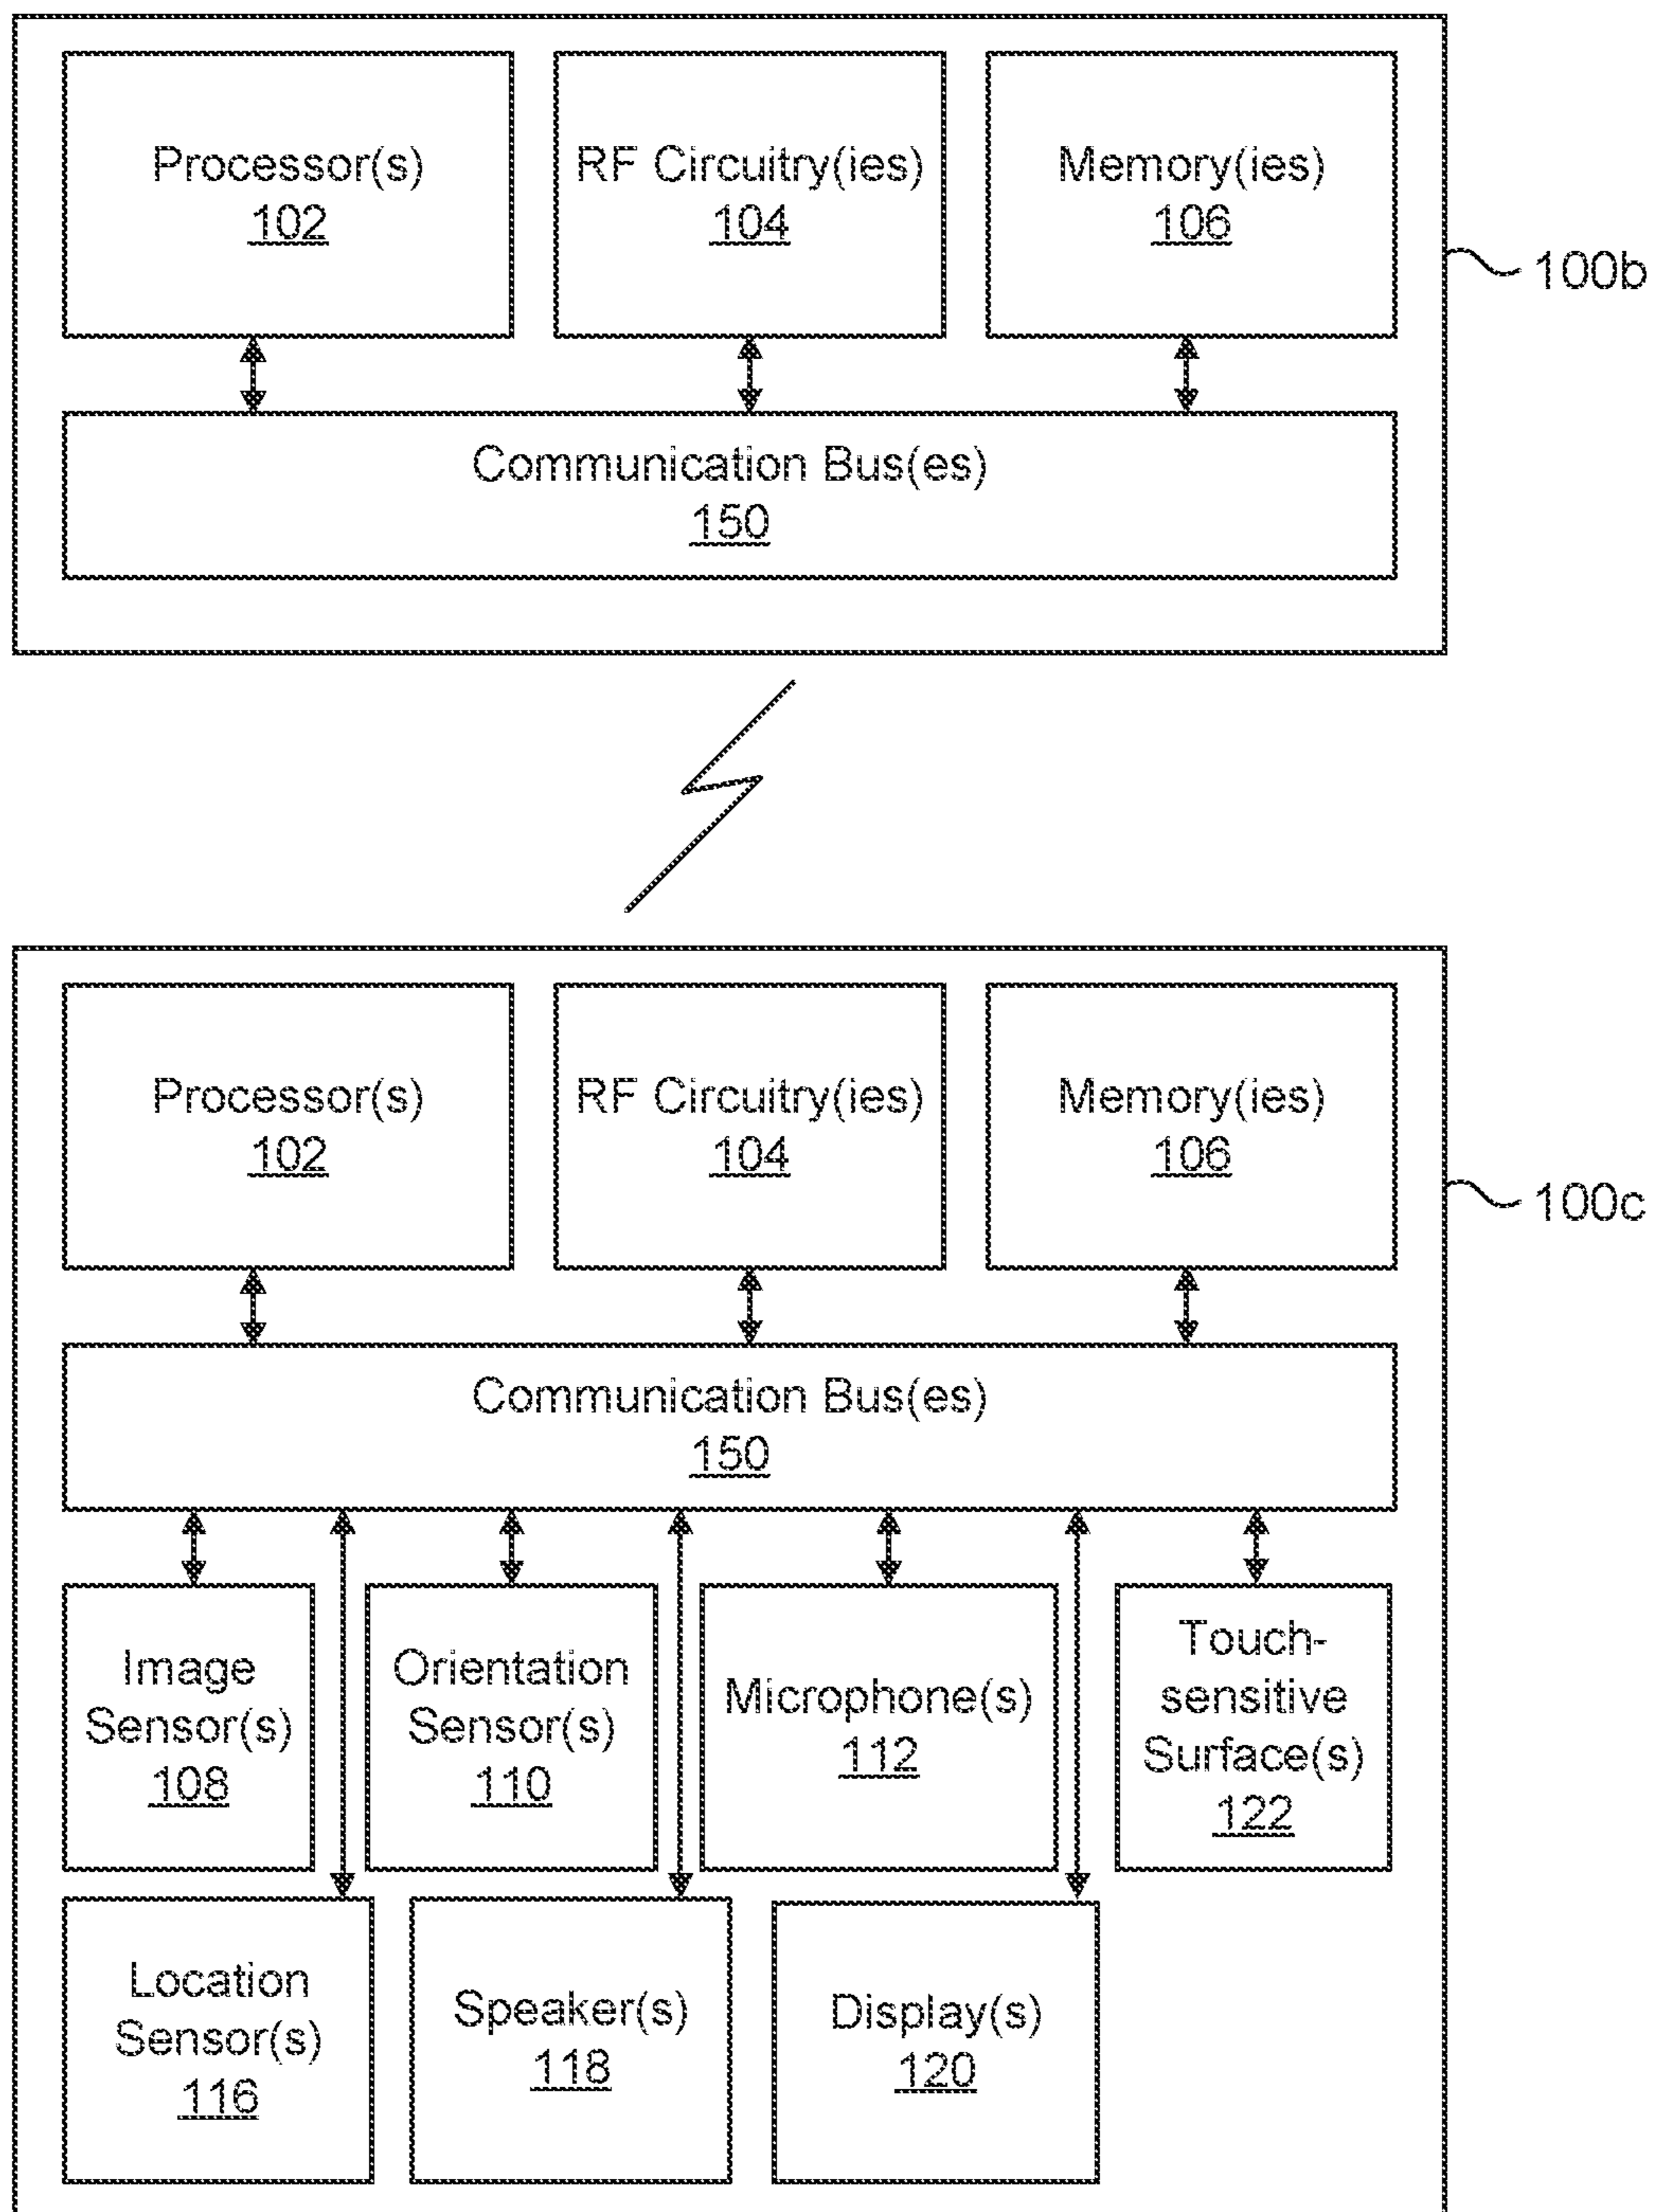 Processor(s)
102
RF Circuitry(ies)
104
Memory(ies)
106
100b
Communication Bus(es)
150
Processor(s)
102
RF Circuitry(ies)
104
Memory(ies)
106
100c
Communication Bus(es)
150
Image
Sensor(s)
108
Orientation
Sensor(s)
110
Microphone(s)
112
Touch-
sensitive
Surface(s)
122
Location
Sensor(s)
116
Speaker(s)
118
Display(s)
120